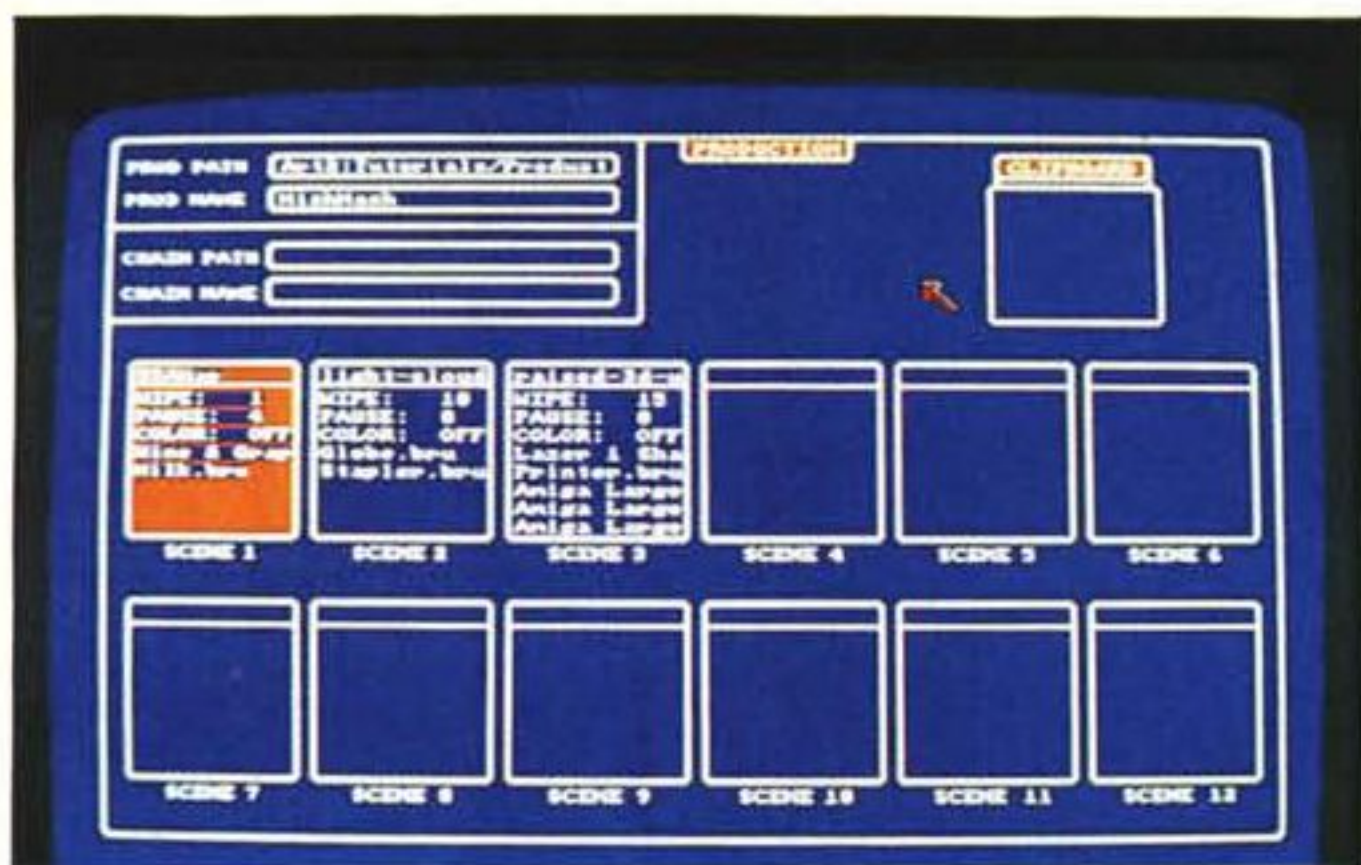 PRODUCTION
CLIPBOARD
PROD PATH
PROD NAME MishMash
CHAIN PATH
CHAIN NAME
WIPE: 1
PAUSE: 4
COLOR: OFF
Milk.bru
SCENE 1
light-cloud
WIPE: 10
PAUSE: 0
COLOR: OFF
Globe.bru
Stapler.bru
SCENE 2
WIPE: 15
PAUSE: 0
COLOR: OFF
Printer.bru
Amiga Large
Amiga Large
Amiga Large
SCENE 3
SCENE 4
SCENE 5
SCENE 6
SCENE 7
SCENE 8
SCENE 9
SCENE 10
SCENE 11
SCENE 12